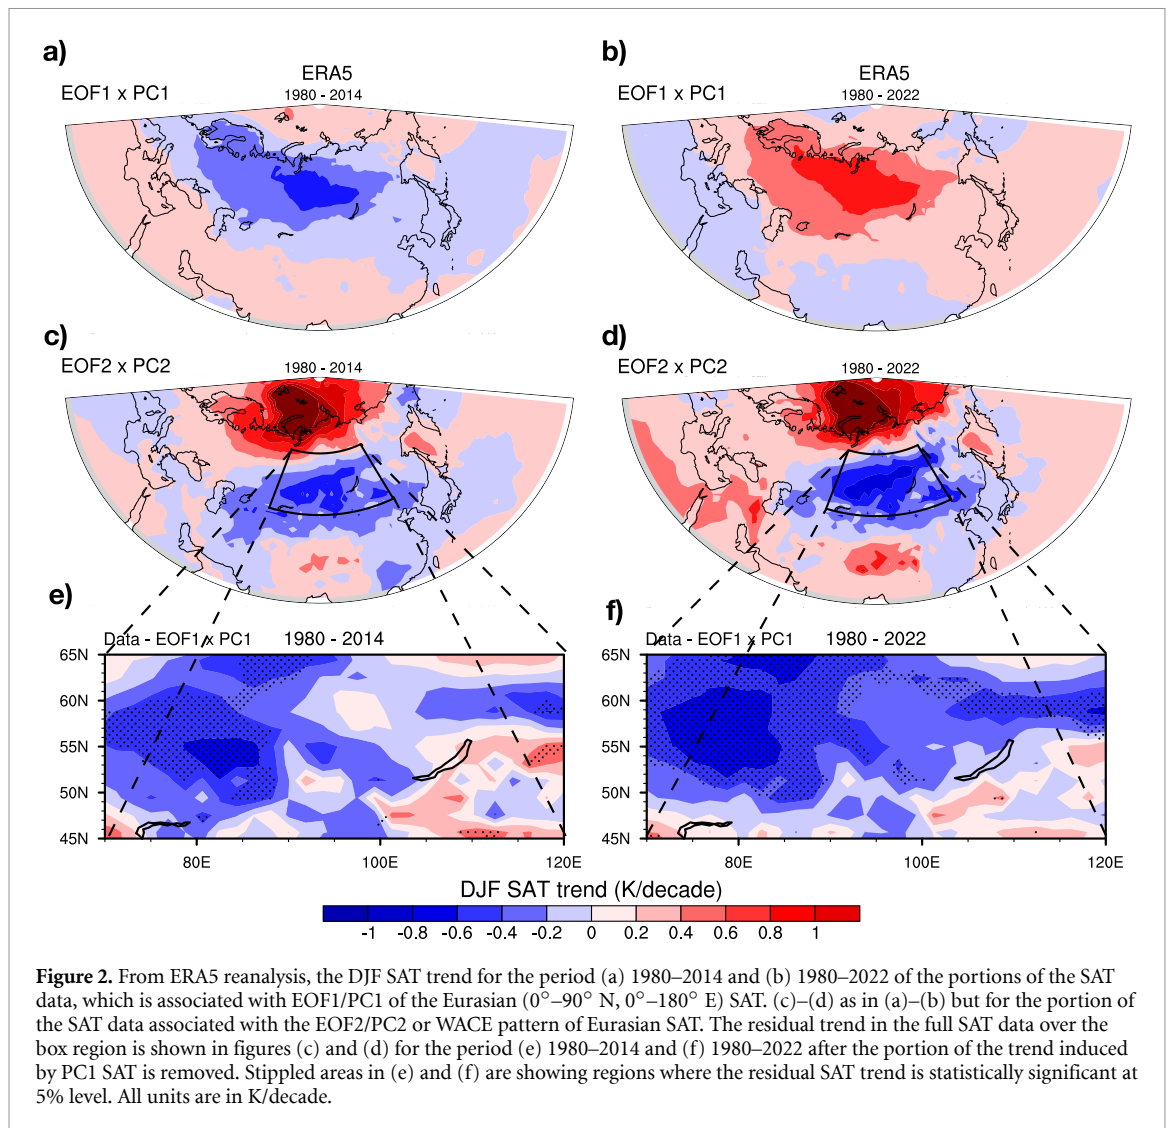 a)
ERA5
EOF1 x PC1
1980 - 2014
b)
ERA5
EOF1 x PC1
1980 - 2022
c)
EOF2 x PC2
1980 - 2014
d)
EOF2 x PC2
1980 - 2022
e)
Data - EOF1 x PC1
1980 - 2014
65N
60N
55N
50N
45N
80E
100E
120E
f)
Data - EOF1 x PC1
1980 - 2022
65N
60N
55N
50N
45N
80E
100E
120E
DJF SAT trend (K/decade)
-1 -0.8 -0.6 -0.4 -0.2 0 0.2 0.4 0.6 0.8 1
Figure 2. From ERA5 reanalysis, the DJF SAT trend for the period (a) 1980–2014 and (b) 1980–2022 of the portions of the SAT
data, which is associated with EOF1/PC1 of the Eurasian (0°–90° N, 0°–180° E) SAT. (c)–(d) as in (a)–(b) but for the portion of
the SAT data associated with the EOF2/PC2 or WACE pattern of Eurasian SAT. The residual trend in the full SAT data over the
box region is shown in figures (c) and (d) for the period (e) 1980–2014 and (f) 1980–2022 after the portion of the trend induced
by PC1 SAT is removed. Stippled areas in (e) and (f) are showing regions where the residual SAT trend is statistically significant at
5% level. All units are in K/decade.